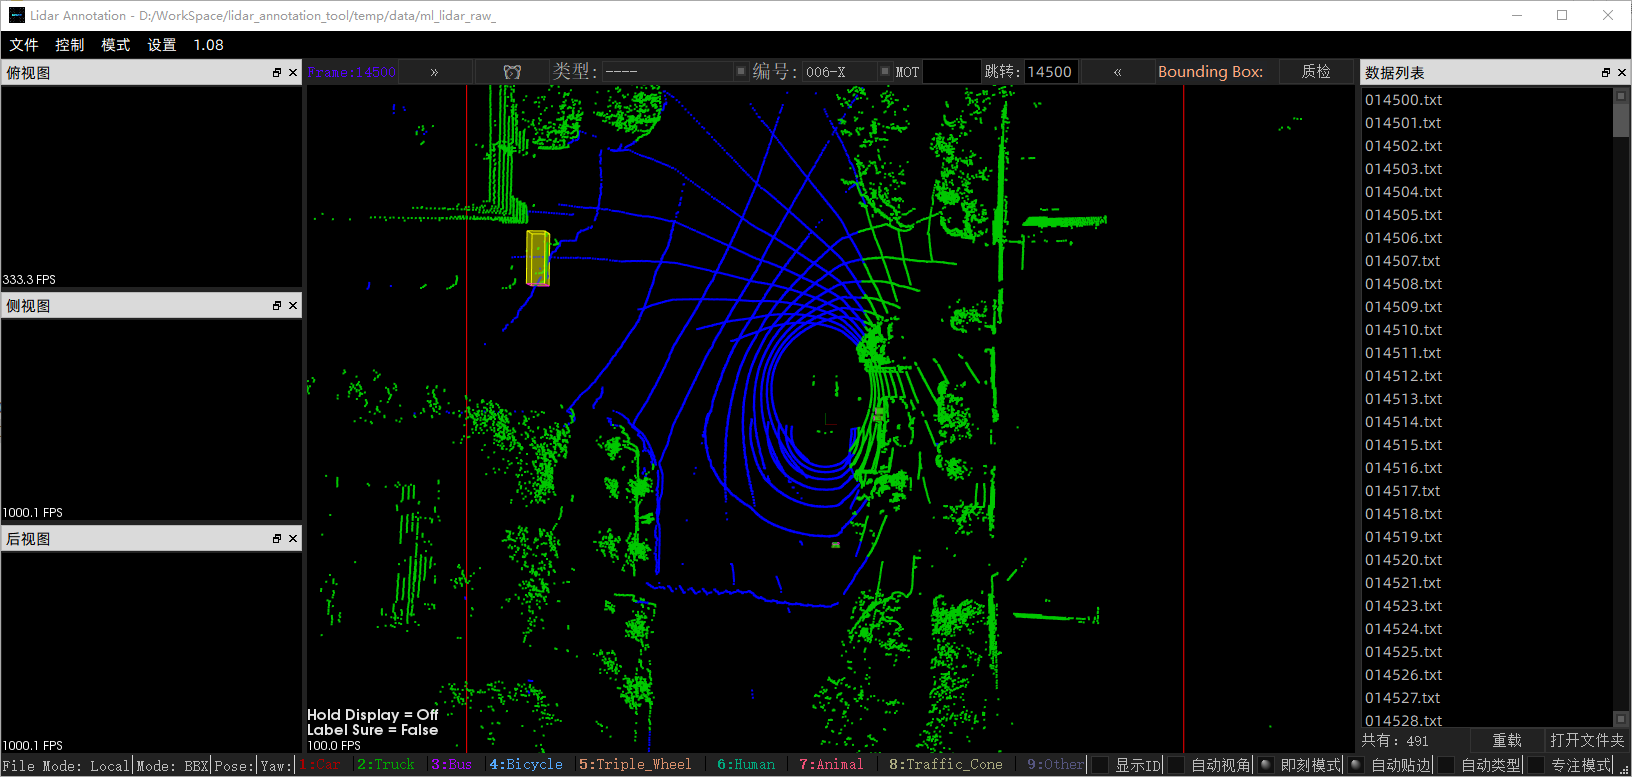 Lidar Annotation - D:/WorkSpace/lidar_annotation_tool/temp/data/ml_lidar_raw_
文件 控制 模式 设置 1.08
俯视图
Frame:14500 » 类型: ---- 编号: 006-X MOT 跳转: 14500 « Bounding Box: 质检
数据列表
333.3 FPS
侧视图
1000.1 FPS
后视图
1000.1 FPS
Hold Display = Off
Label Sure = False
100.0 FPS
014500.txt
014501.txt
014502.txt
014503.txt
014504.txt
014505.txt
014506.txt
014507.txt
014508.txt
014509.txt
014510.txt
014511.txt
014512.txt
014513.txt
014514.txt
014515.txt
014516.txt
014517.txt
014518.txt
014519.txt
014520.txt
014521.txt
014523.txt
014524.txt
014525.txt
014526.txt
014527.txt
014528.txt
共有: 491 重载 打开文件夹
File Mode: Local Mode: BBX Pose: Yaw: 1:Car 2:Truck 3:Bus 4:Bicycle 5:Triple_Wheel 6:Human 7:Animal 8:Traffic_Cone 9:Other 显示ID 自动视角 即刻模式 自动贴边 自动类型 专注模式